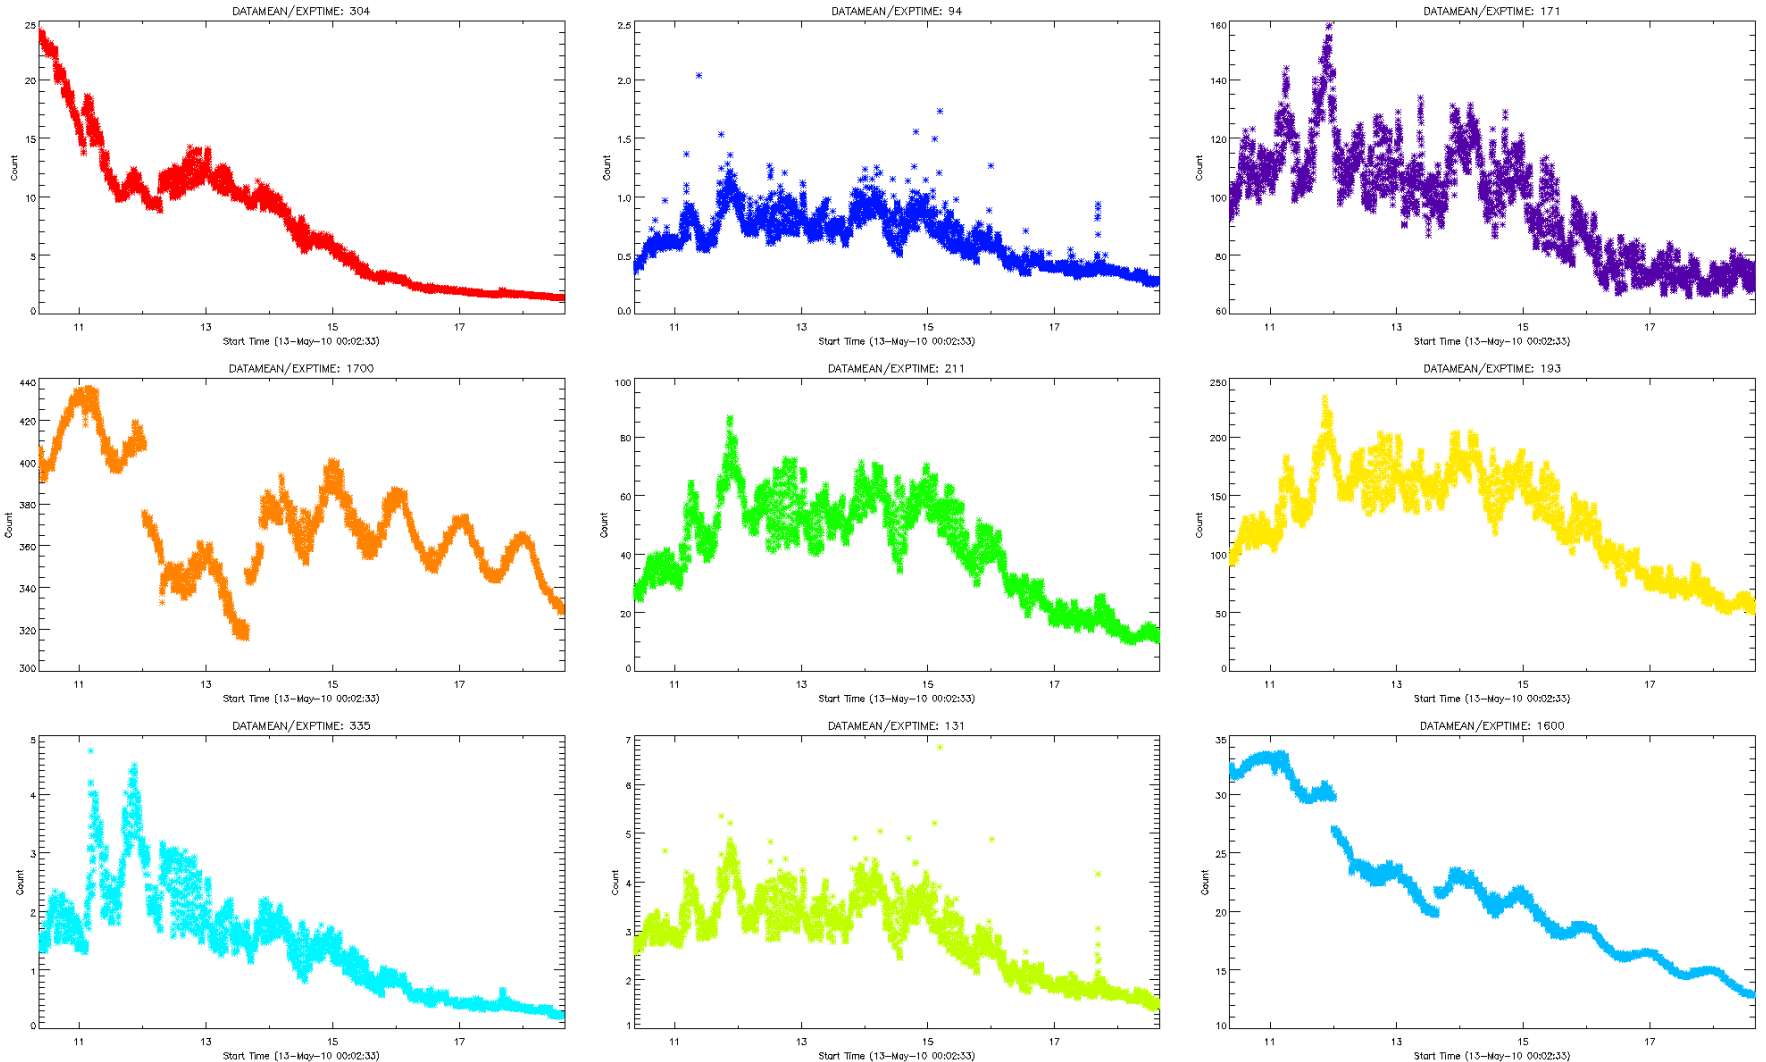 DATAMEAN/EXPTIME: 304
25
20
15
10
5
0
Count
11 13 15 17
Start Time (13-May-10 00:02:33)
DATAMEAN/EXPTIME: 94
2.5
2.0
1.5
1.0
0.5
0.0
Count
11 13 15 17
Start Time (13-May-10 00:02:33)
DATAMEAN/EXPTIME: 171
160
140
120
100
80
60
Count
11 13 15 17
Start Time (13-May-10 00:02:33)
DATAMEAN/EXPTIME: 1700
440
420
400
380
360
340
320
300
Count
11 13 15 17
Start Time (13-May-10 00:02:33)
DATAMEAN/EXPTIME: 211
100
80
60
40
20
0
Count
11 13 15 17
Start Time (13-May-10 00:02:33)
DATAMEAN/EXPTIME: 193
250
200
150
100
50
0
Count
11 13 15 17
Start Time (13-May-10 00:02:33)
DATAMEAN/EXPTIME: 335
5
4
3
2
1
0
Count
11 13 15 17
Start Time (13-May-10 00:02:33)
DATAMEAN/EXPTIME: 131
7
6
5
4
3
2
1
Count
11 13 15 17
Start Time (13-May-10 00:02:33)
DATAMEAN/EXPTIME: 1600
35
30
25
20
15
10
Count
11 13 15 17
Start Time (13-May-10 00:02:33)